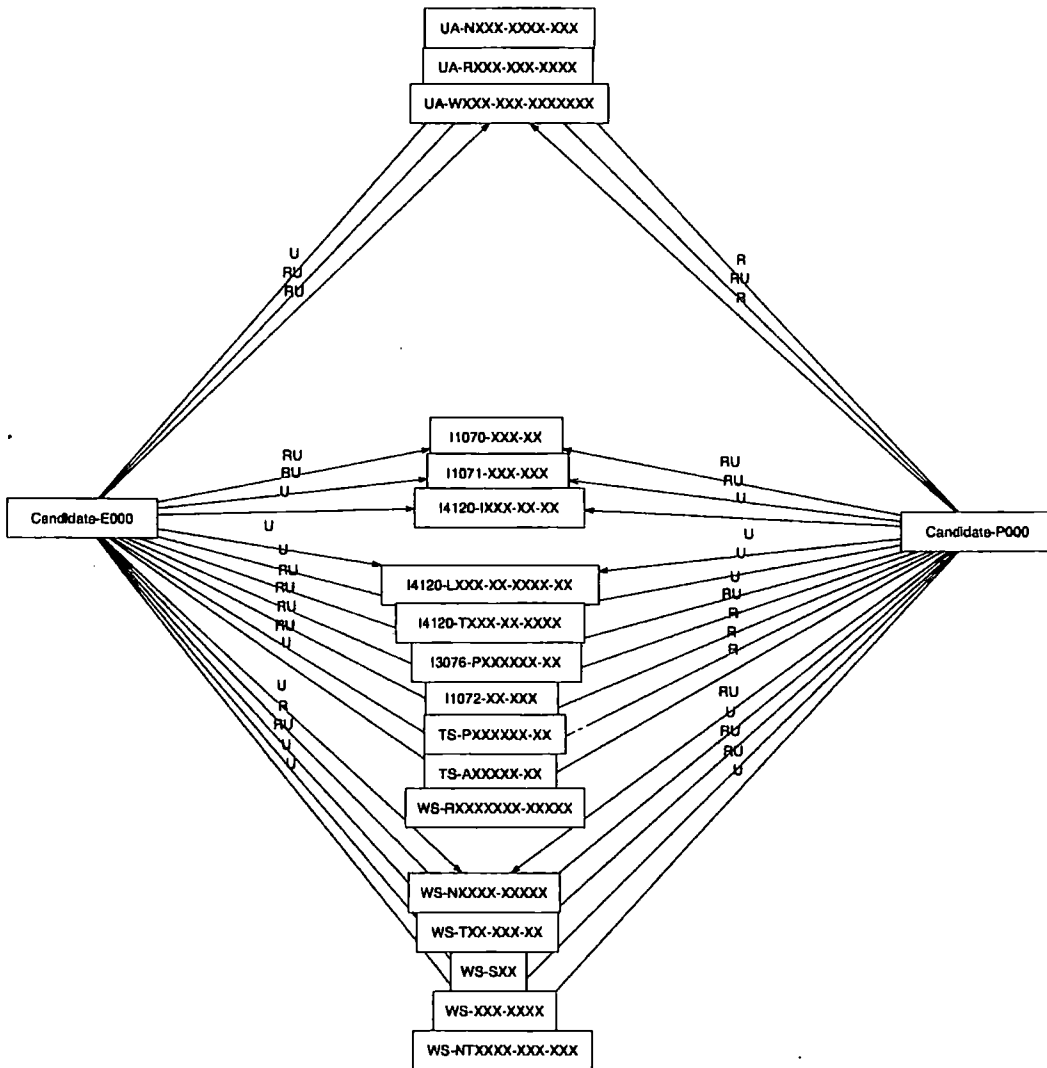 UA-NXXX-XXXX-XXX
UA-RXXX-XXX-XXXX
UA-WXXX-XXX-XXXXXXX
U
RU
RU
R
RU
R
I1070-XXX-XX
I1071-XXX-XXX
I4120-IXXX-XX-XX
RU
RU
U
RU
RU
U
Candidate-E000
Candidate-P000
U
U
RU
RU
RU
RU
U
U
U
U
RU
R
R
R
I4120-LXXX-XX-XXXX-XX
I4120-TXXX-XX-XXXX
I3076-PXXXXXX-XX
I1072-XX-XXX
TS-PXXXXXX-XX
TS-AXXXXX-XX
WS-RXXXXXXX-XXXXX
U
R
RU
U
U
RU
U
RU
RU
U
WS-NXXXX-XXXXX
WS-TXX-XXX-XX
WS-SXX
WS-XXX-XXXX
WS-NTXXXX-XXX-XXX